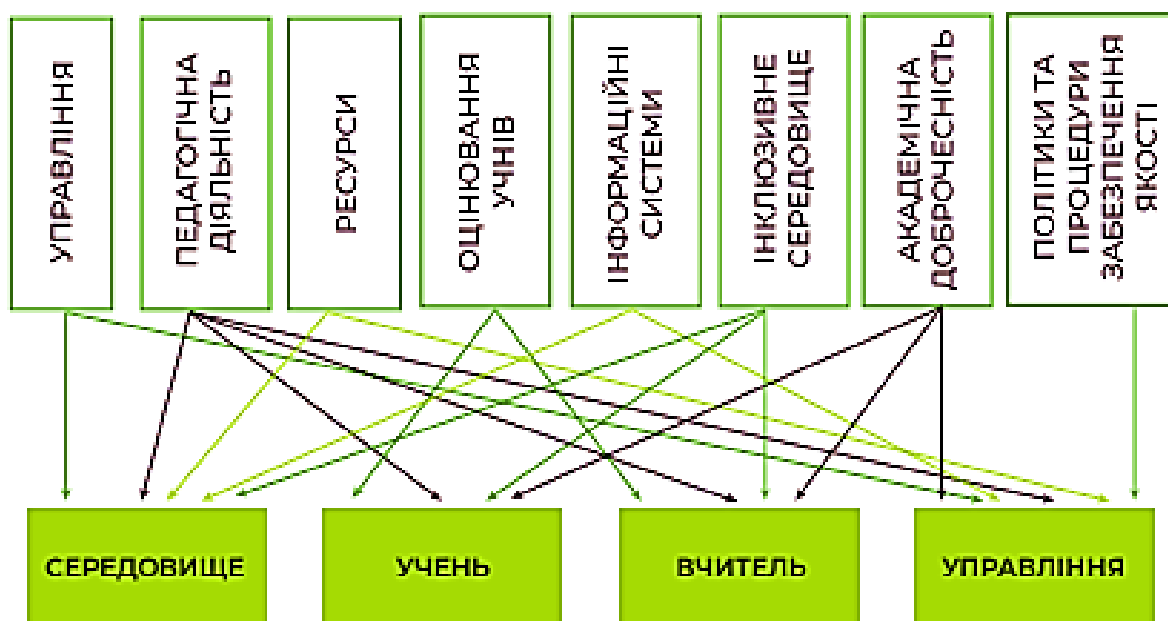 УПРАВЛІННЯ
ПЕДАГОГІЧНА
ДІЯЛЬНІСТЬ
РЕСУРСИ
ОЦІНЮВАННЯ
УЧНІВ
ІНФОРМАЦІЙНІ
СИСТЕМИ
ІНКЛЮЗИВНЕ
СЕРЕДОВИЩЕ
АКАДЕМІЧНА
ДОБРОЧЕСНІСТЬ
ПОЛІТИКИ ТА
ПРОЦЕДУРИ
ЗАБЕЗПЕЧЕННЯ
ЯКОСТІ
СЕРЕДОВИЩЕ
УЧЕНЬ
ВЧИТЕЛЬ
УПРАВЛІННЯ